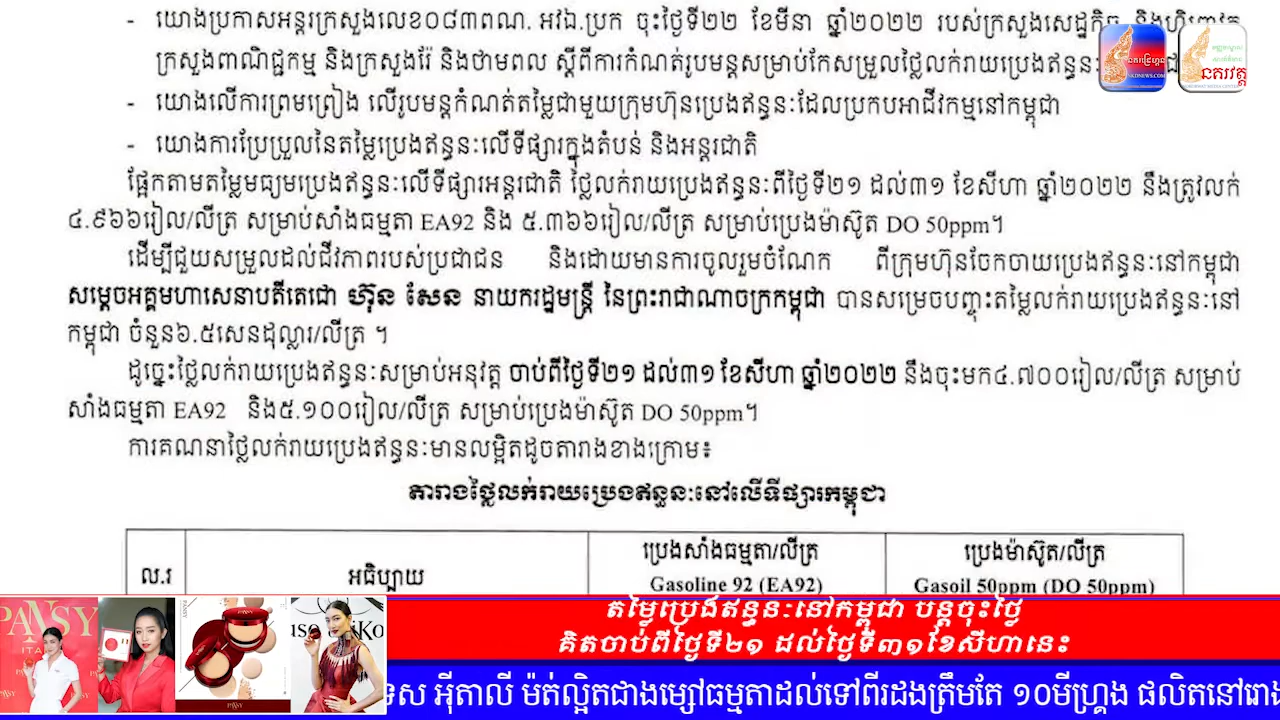 - យោងប្រកាសអន្តរក្រសួងលេខ០៨៣ពណ. អវឯ.ប្រក ចុះថ្ងៃទី២២ ខែមីនា ឆ្នាំ២០២២ របស់ក្រសួងសេដ្ឋកិច្ច និងហិរញ្ញវត្ថុ
ក្រសួងពាណិជ្ជកម្ម និងក្រសួងរ៉ែ និងថាមពល ស្តីពីការកំណត់រូបមន្តសម្រាប់កែសម្រួលថ្លៃលក់រាយប្រេងឥន្ធនៈ
- យោងលើការព្រមព្រៀង លើរូបមន្តកំណត់តម្លៃជាមួយក្រុមហ៊ុនប្រេងឥន្ធនៈដែលប្រកបអាជីវកម្មនៅកម្ពុជា
- យោងការប្រែប្រួលនៃតម្លៃប្រេងឥន្ធនៈលើទីផ្សារក្នុងតំបន់ និងអន្តរជាតិ
ផ្អែកតាមតម្លៃមធ្យមប្រេងឥន្ធនៈលើទីផ្សារអន្តរជាតិ ថ្លៃលក់រាយប្រេងឥន្ធនៈពីថ្ងៃទី២១ ដល់៣១ ខែសីហា ឆ្នាំ២០២២ នឹងត្រូវលក់
៤.៩៦៦រៀល/លីត្រ សម្រាប់សាំងធម្មតា EA92 និង ៥.៣៦៦រៀល/លីត្រ សម្រាប់ប្រេងម៉ាស៊ូត DO 50ppm។
ដើម្បីជួយសម្រួលដល់ជីវភាពរបស់ប្រជាជន និងដោយមានការចូលរួមចំណែក ពីក្រុមហ៊ុនចែកចាយប្រេងឥន្ធនៈនៅកម្ពុជា
សម្តេចអគ្គមហាសេនាបតីតេជោ ហ៊ុន សែន នាយករដ្ឋមន្ត្រី នៃព្រះរាជាណាចក្រកម្ពុជា បានសម្រេចបញ្ចុះតម្លៃលក់រាយប្រេងឥន្ធនៈនៅ
កម្ពុជា ចំនួន៦.៥សេនដុល្លារ/លីត្រ ។
ដូច្នេះថ្លៃលក់រាយប្រេងឥន្ធនៈសម្រាប់អនុវត្ត ចាប់ពីថ្ងៃទី២១ ដល់៣១ ខែសីហា ឆ្នាំ២០២២ នឹងចុះមក៤.៧០០រៀល/លីត្រ សម្រាប់
សាំងធម្មតា EA92 និង៥.១០០រៀល/លីត្រ សម្រាប់ប្រេងម៉ាស៊ូត DO 50ppm។
ការគណនាថ្លៃលក់រាយប្រេងឥន្ធនៈមានលម្អិតដូចតារាងខាងក្រោម៖
តារាងថ្លៃលក់រាយប្រេងឥន្ធនៈនៅលើទីផ្សារកម្ពុជា
ល.រ អធិប្បាយ ប្រេងសាំងធម្មតា/លីត្រ ប្រេងម៉ាស៊ូត/លីត្រ
Gasoline 92 (EA92) Gasoil 50ppm (DO 50ppm)
នគរដ្រេហ្គន
NKDNEWS.COM
នគរវត្ត
PANSY
ITA
តម្លៃប្រេងឥន្ធនៈនៅកម្ពុជា បន្តចុះថ្លៃ
គិតចាប់ពីថ្ងៃទី២១ ដល់ថ្ងៃទី៣១ខែសីហានេះ
ទេស អ៊ីតាលី ម៉ត់ល្អិតជាងម្សៅធម្មតាដល់ទៅពីរដងត្រឹមតែ ១០មីហ្គ្រូង ផលិតនៅរោង